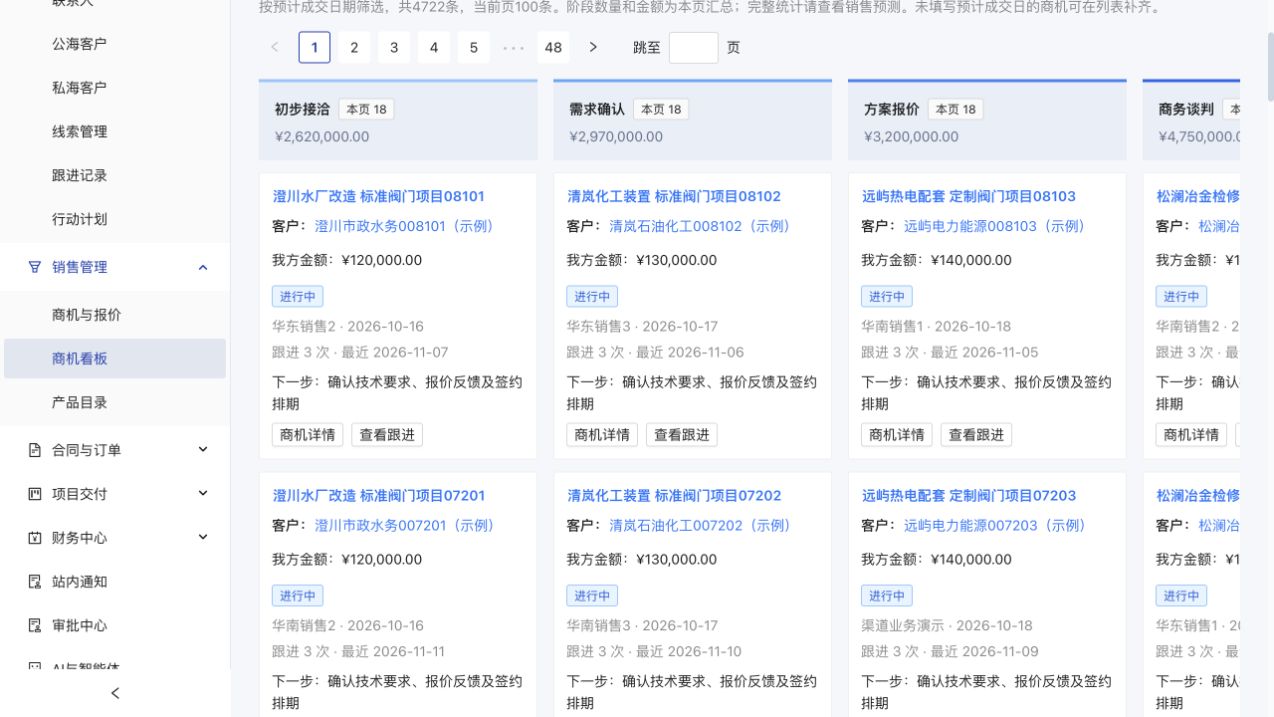 联系人
公海客户
私海客户
线索管理
跟进记录
行动计划
销售管理
商机与报价
商机看板
产品目录
合同与订单
项目交付
财务中心
站内通知
审批中心
AI与智能体
按预计成交日期筛选，共4722条，当前页100条。阶段数量和金额为本页汇总；完整统计请查看销售预测。未填写预计成交日的商机可在列表补齐。
1 2 3 4 5 ··· 48 跳至 页
初步接洽 本页 18
¥2,620,000.00
澄川水厂改造 标准阀门项目08101
客户：澄川市政水务008101（示例）
我方金额：¥120,000.00
进行中
华东销售2 · 2026-10-16
跟进 3 次 · 最近 2026-11-07
下一步：确认技术要求、报价反馈及签约
排期
商机详情 查看跟进
澄川水厂改造 标准阀门项目07201
客户：澄川市政水务007201（示例）
我方金额：¥120,000.00
进行中
华南销售2 · 2026-10-16
跟进 3 次 · 最近 2026-11-11
下一步：确认技术要求、报价反馈及签约
排期
需求确认 本页 18
¥2,970,000.00
清岚化工装置 标准阀门项目08102
客户：清岚石油化工008102（示例）
我方金额：¥130,000.00
进行中
华东销售3 · 2026-10-17
跟进 3 次 · 最近 2026-11-06
下一步：确认技术要求、报价反馈及签约
排期
商机详情 查看跟进
清岚化工装置 标准阀门项目07202
客户：清岚石油化工007202（示例）
我方金额：¥130,000.00
进行中
华南销售3 · 2026-10-17
跟进 3 次 · 最近 2026-11-10
下一步：确认技术要求、报价反馈及签约
排期
方案报价 本页 18
¥3,200,000.00
远屿热电配套 定制阀门项目08103
客户：远屿电力能源008103（示例）
我方金额：¥140,000.00
进行中
华南销售1 · 2026-10-18
跟进 3 次 · 最近 2026-11-05
下一步：确认技术要求、报价反馈及签约
排期
商机详情 查看跟进
远屿热电配套 定制阀门项目07203
客户：远屿电力能源007203（示例）
我方金额：¥140,000.00
进行中
渠道业务演示 · 2026-10-18
跟进 3 次 · 最近 2026-11-09
下一步：确认技术要求、报价反馈及签约
排期
商务谈判 本
¥4,750,000.0
松澜冶金检修
客户：松澜冶
我方金额：¥1
进行中
华南销售2 · 2
跟进 3 次 · 最
下一步：确认
排期
商机详情
松澜冶金检修
客户：松澜冶
我方金额：¥1
进行中
华东销售1 · 20
跟进 3 次 · 最
下一步：确认
排期